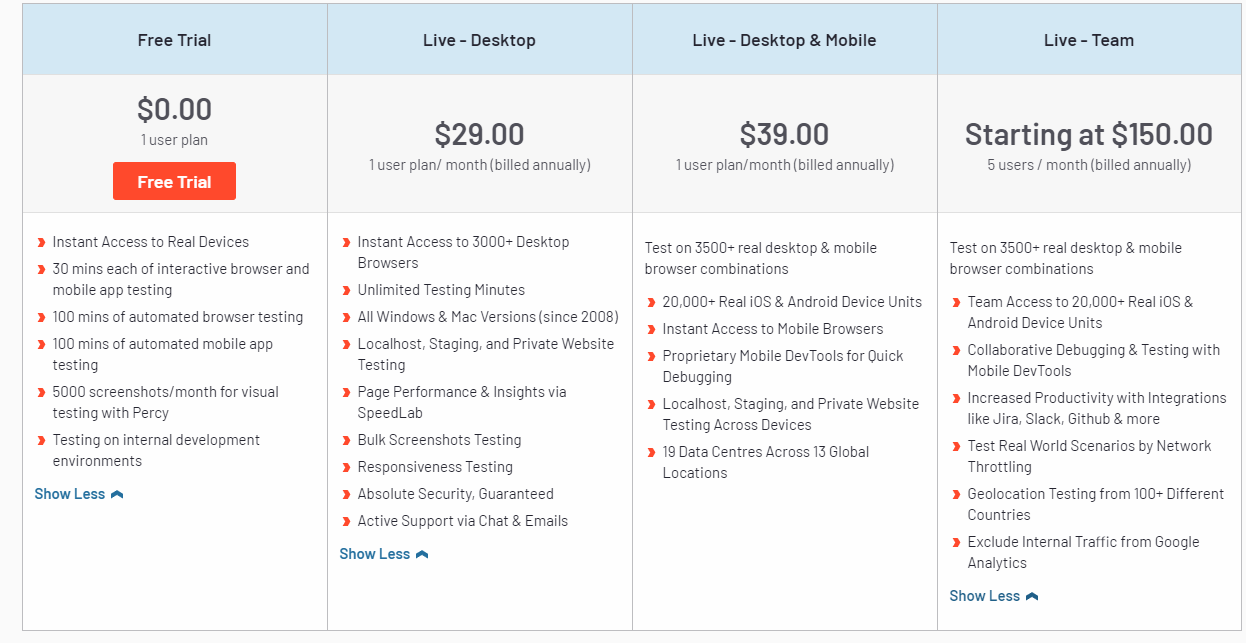 Free Trial
$0.00
1 user plan
Free Trial
Instant Access to Real Devices
30 mins each of interactive browser and
mobile app testing
100 mins of automated browser testing
100 mins of automated mobile app
testing
5000 screenshots/month for visual
testing with Percy
Testing on internal development
environments
Show Less
Live - Desktop
$29.00
1 user plan/ month (billed annually)
Instant Access to 3000+ Desktop
Browsers
Unlimited Testing Minutes
All Windows & Mac Versions (since 2008)
Localhost, Staging, and Private Website
Testing
Page Performance & Insights via
SpeedLab
Bulk Screenshots Testing
Responsiveness Testing
Absolute Security, Guaranteed
Active Support via Chat & Emails
Show Less
Live - Desktop & Mobile
$39.00
1 user plan/month (billed annually)
Test on 3500+ real desktop & mobile
browser combinations
20,000+ Real iOS & Android Device Units
Instant Access to Mobile Browsers
Proprietary Mobile DevTools for Quick
Debugging
Localhost, Staging, and Private Website
Testing Across Devices
19 Data Centres Across 13 Global
Locations
Live - Team
Starting at $150.00
5 users / month (billed annually)
Test on 3500+ real desktop & mobile
browser combinations
Team Access to 20,000+ Real iOS &
Android Device Units
Collaborative Debugging & Testing with
Mobile DevTools
Increased Productivity with Integrations
like Jira, Slack, Github & more
Test Real World Scenarios by Network
Throttling
Geolocation Testing from 100+ Different
Countries
Exclude Internal Traffic from Google
Analytics
Show Less